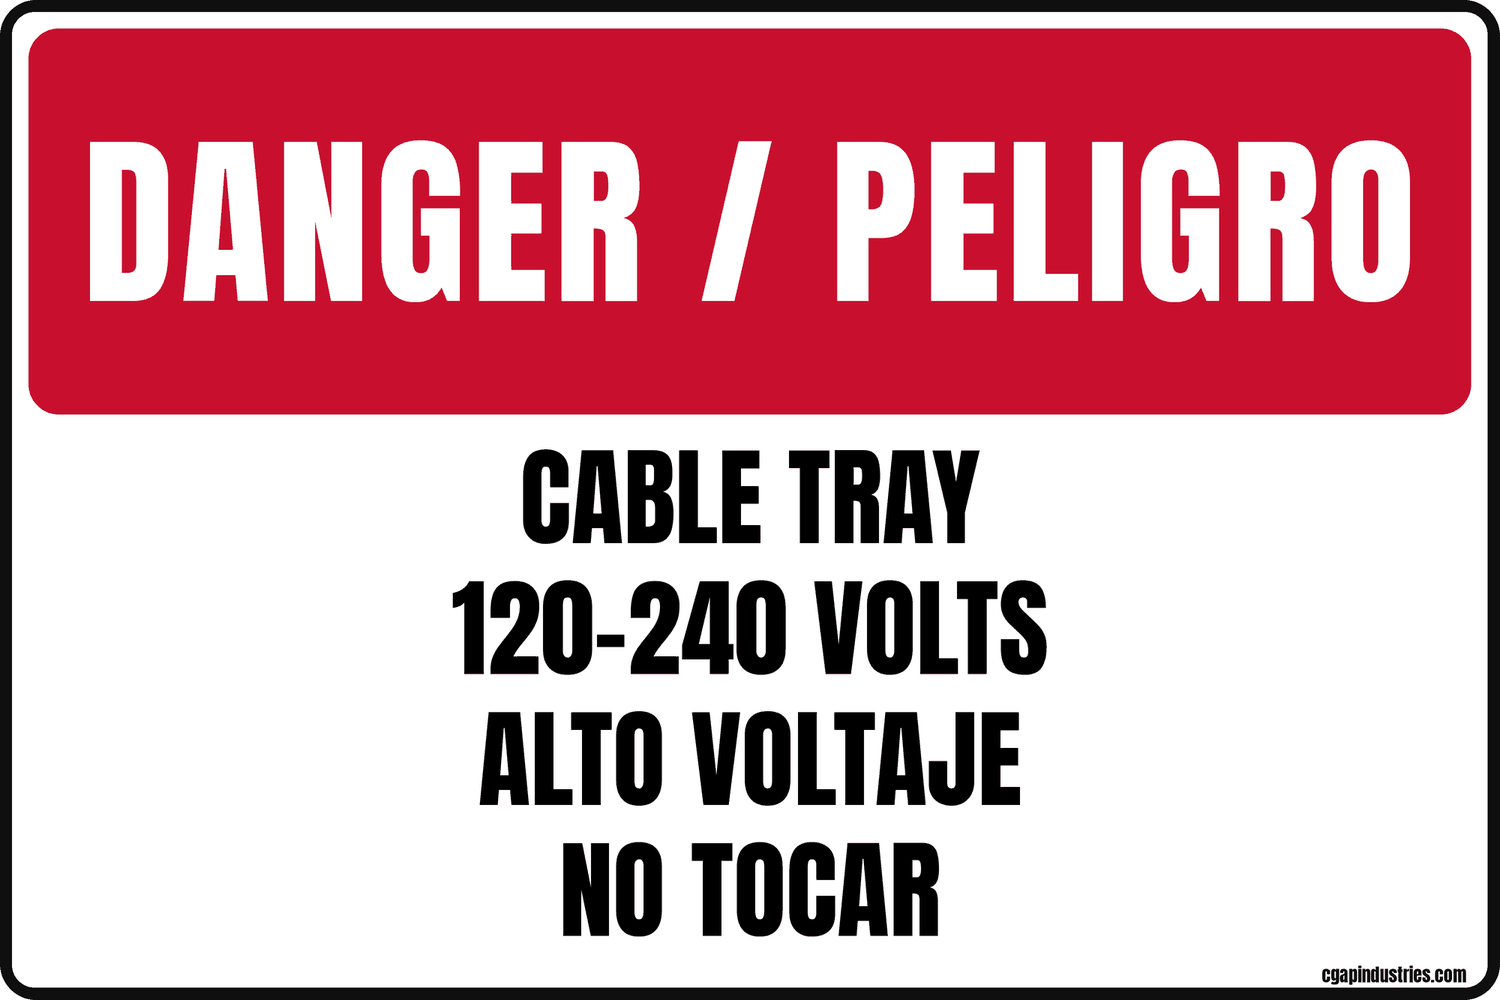 DANGER / PELIGRO
CABLE TRAY
120-240 VOLTS
ALTO VOLTAJE
NO TOCAR
cgapindustries.com